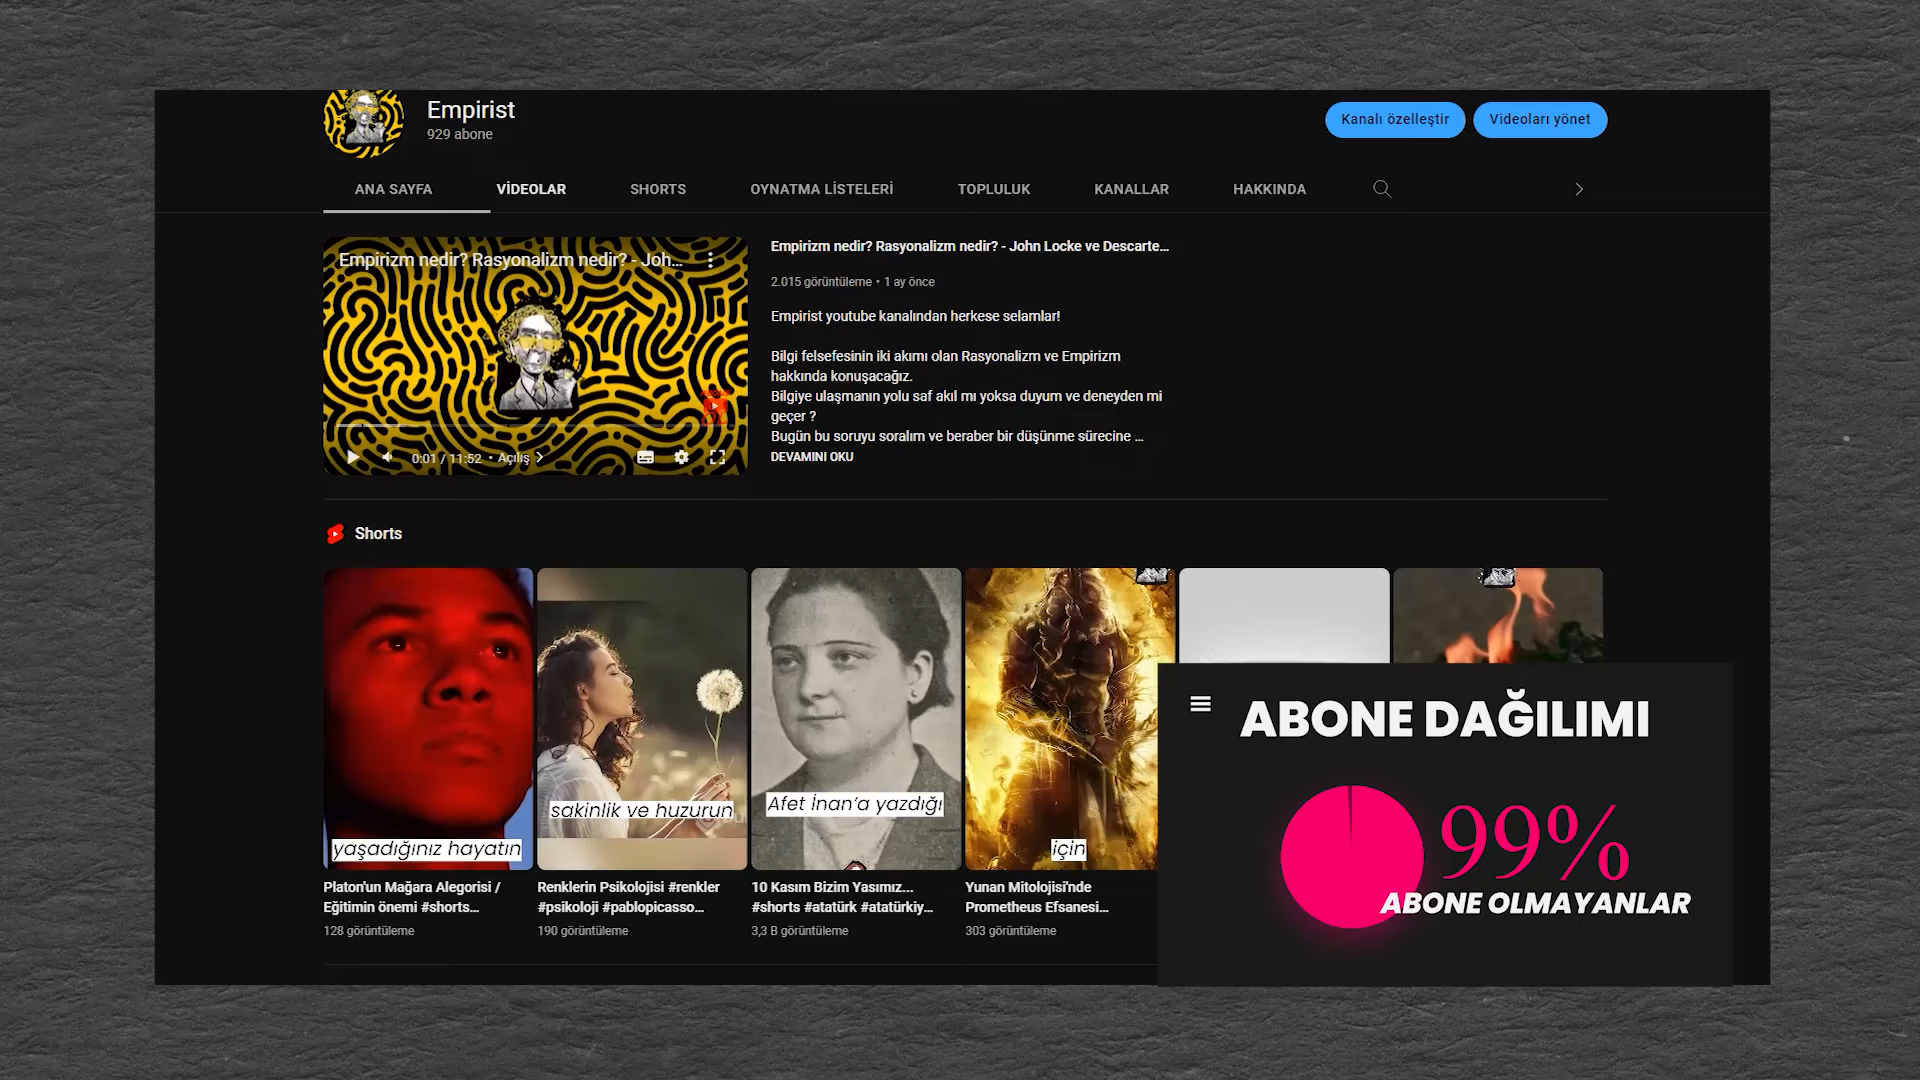 Empirist
929 abone
Kanalı özelleştir
Videoları yönet
ANA SAYFA
VİDEOLAR
SHORTS
OYNATMA LİSTELERİ
TOPLULUK
KANALLAR
HAKKINDA
Empirizm nedir? Rasyonalizm nedir? - Joh...
0:01 / 11:52 • Açılış
Empirizm nedir? Rasyonalizm nedir? - John Locke ve Descarte...
2.015 görüntüleme • 1 ay önce
Empirist youtube kanalından herkese selamlar!
Bilgi felsefesinin iki akımı olan Rasyonalizm ve Empirizm
hakkında konuşacağız.
Bilgiye ulaşmanın yolu saf akıl mı yoksa duyum ve deneyden mi
geçer ?
Bugün bu soruyu soralım ve beraber bir düşünme sürecine ...
DEVAMINI OKU
Shorts
yaşadığınız hayatın
Platon'un Mağara Alegorisi /
Eğitimin önemi #shorts...
128 görüntüleme
sakinlik ve huzurun
Renklerin Psikolojisi #renkler
#psikoloji #pablopicasso...
190 görüntüleme
Afet İnan'a yazdığı
10 Kasım Bizim Yasımız...
#shorts #atatürk #atatürkiy...
3,3 B görüntüleme
için
Yunan Mitolojisi'nde
Prometheus Efsanesi...
303 görüntüleme
ABONE DAĞILIMI
99%
ABONE OLMAYANLAR